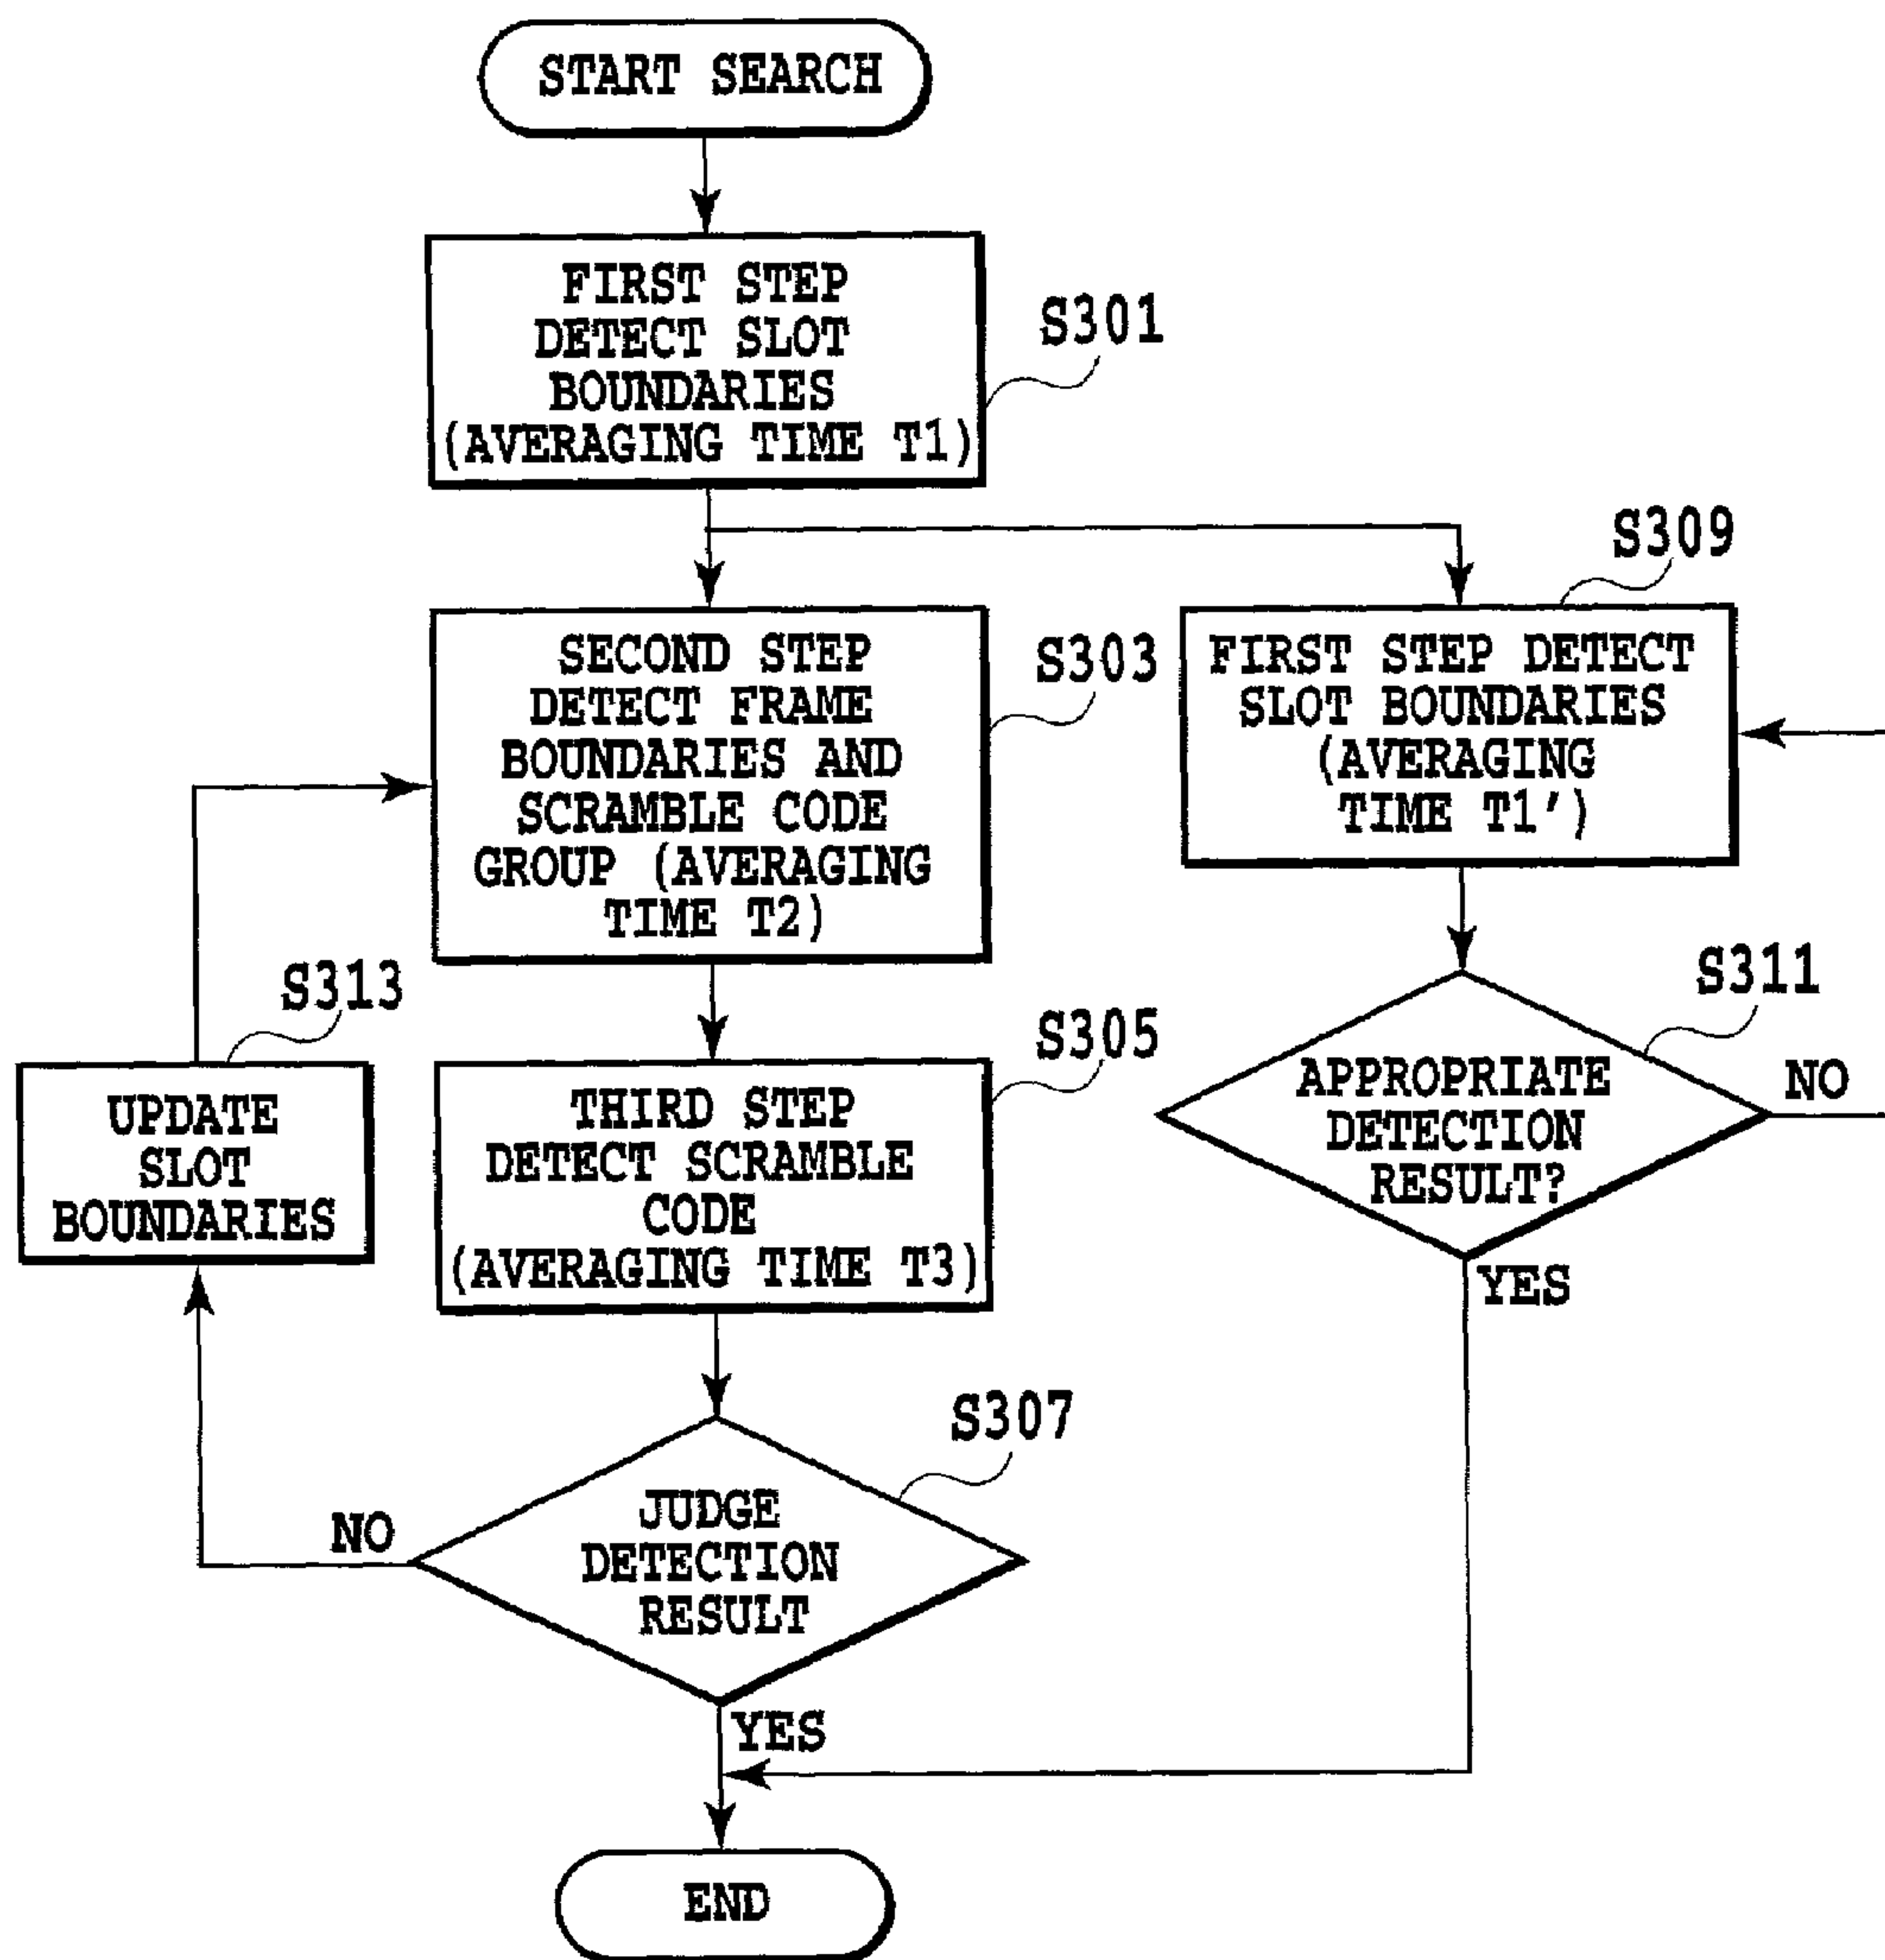 START SEARCH
FIRST STEP
DETECT SLOT
BOUNDARIES
(AVERAGING TIME T1)
S301
S309
SECOND STEP
DETECT FRAME
BOUNDARIES AND
SCRAMBLE CODE
GROUP (AVERAGING
TIME T2)
S303
FIRST STEP DETECT
SLOT BOUNDARIES
(AVERAGING
TIME T1')
S313
UPDATE
SLOT
BOUNDARIES
S305
THIRD STEP
DETECT SCRAMBLE
CODE
(AVERAGING TIME T3)
S311
APPROPRIATE
DETECTION
RESULT?
NO
YES
S307
JUDGE
DETECTION
RESULT
NO
YES
END